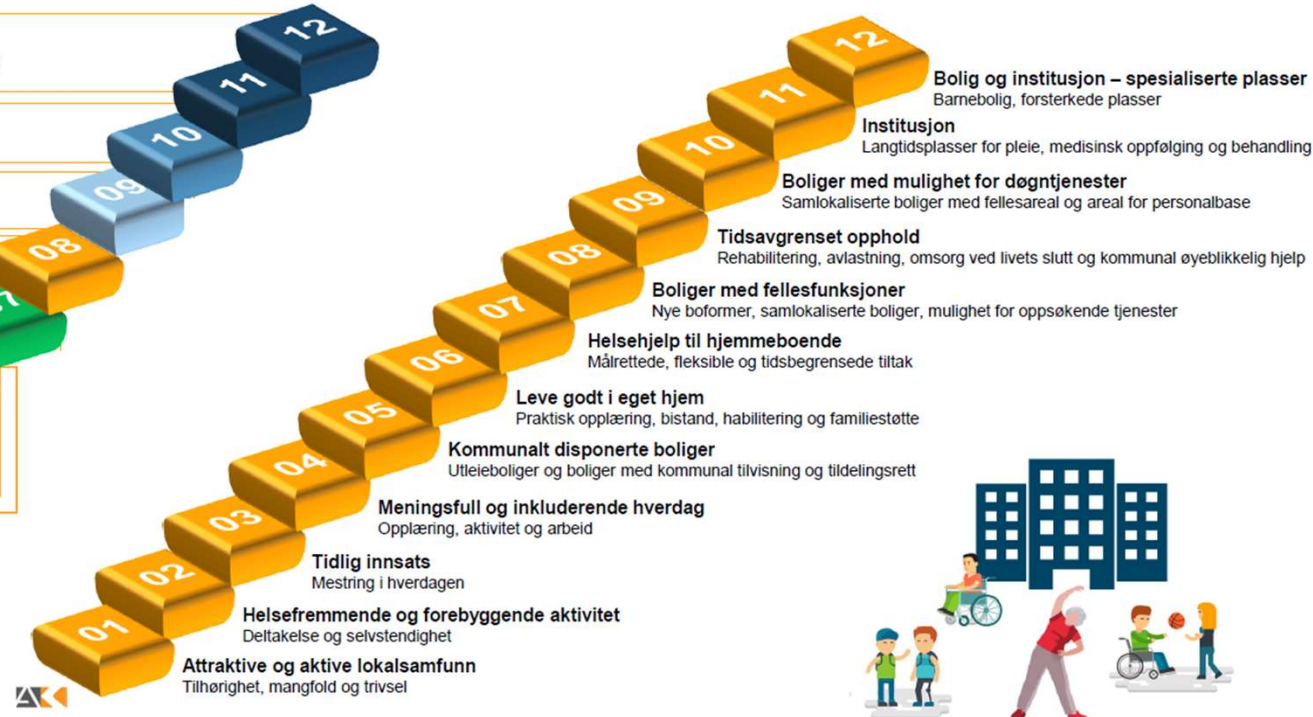 12
11
10
09
08
12
Bolig og institusjon – spesialiserte plasser
Barnebolig, forsterkede plasser
11
Institusjon
Langtidsplasser for pleie, medisinsk oppfølging og behandling
10
Boliger med mulighet for døgntjenester
Samlokaliserte boliger med fellesareal og areal for personalbase
09
Tidsavgrenset opphold
Rehabilitering, avlastning, omsorg ved livets slutt og kommunal øyeblikkelig hjelp
08
Boliger med fellesfunksjoner
Nye boformer, samlokaliserte boliger, mulighet for oppsøkende tjenester
07
Helsehjelp til hjemmeboende
Målrettede, fleksible og tidsbegrensede tiltak
06
Leve godt i eget hjem
Praktisk opplæring, bistand, habilitering og familiestøtte
05
Kommunalt disponerte boliger
Utleieboliger og boliger med kommunal tilvisning og tildelingsrett
04
Meningsfull og inkluderende hverdag
Opplæring, aktivitet og arbeid
03
Tidlig innsats
Mestring i hverdagen
02
Helsefremmende og forebyggende aktivitet
Deltakelse og selvstendighet
01
Attraktive og aktive lokalsamfunn
Tilhørighet, mangfold og trivsel